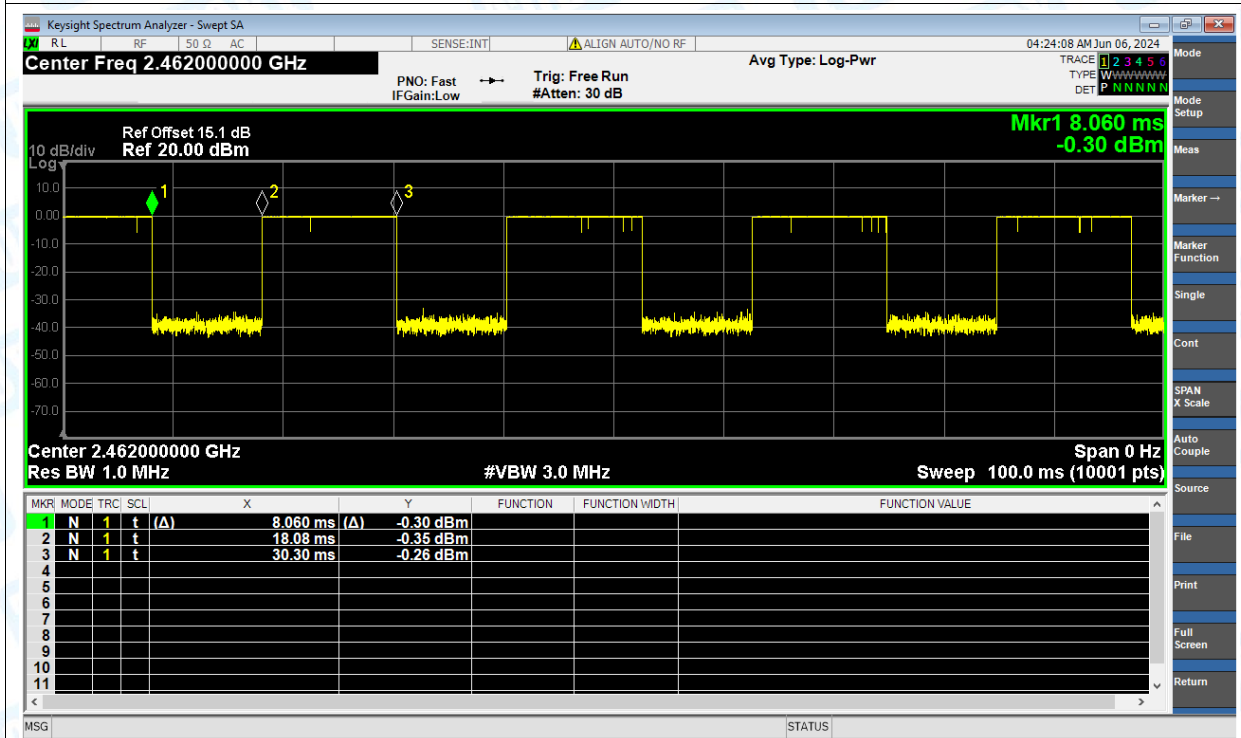 Keysight Spectrum Analyzer - Swept SA
LXI RL RF 50 Ω AC SENSE:INT ALIGN AUTO/NO RF 04:24:08 AM Jun 06, 2024
Center Freq 2.462000000 GHz
PNO: Fast
IFGain:Low
Trig: Free Run
#Atten: 30 dB
Avg Type: Log-Pwr
TRACE 1 2 3 4 5 6
TYPE WWWWWW
DET P N N N N N
Ref Offset 15.1 dB
10 dB/div Ref 20.00 dBm
Log
Mkr1 8.060 ms
-0.30 dBm
10.0
0.00
-10.0
-20.0
-30.0
-40.0
-50.0
-60.0
-70.0
1 2 3
Center 2.462000000 GHz Span 0 Hz
Res BW 1.0 MHz #VBW 3.0 MHz Sweep 100.0 ms (10001 pts)
MKR MODE TRC SCL X Y FUNCTION FUNCTION WIDTH FUNCTION VALUE
1 N 1 t (Δ) 8.060 ms (Δ) -0.30 dBm
2 N 1 t 18.08 ms -0.35 dBm
3 N 1 t 30.30 ms -0.26 dBm
4
5
6
7
8
9
10
11
MSG STATUS
Mode
Mode
Setup
Meas
Marker →
Marker
Function
Single
Cont
SPAN
X Scale
Auto
Couple
Source
File
Print
Full
Screen
Return